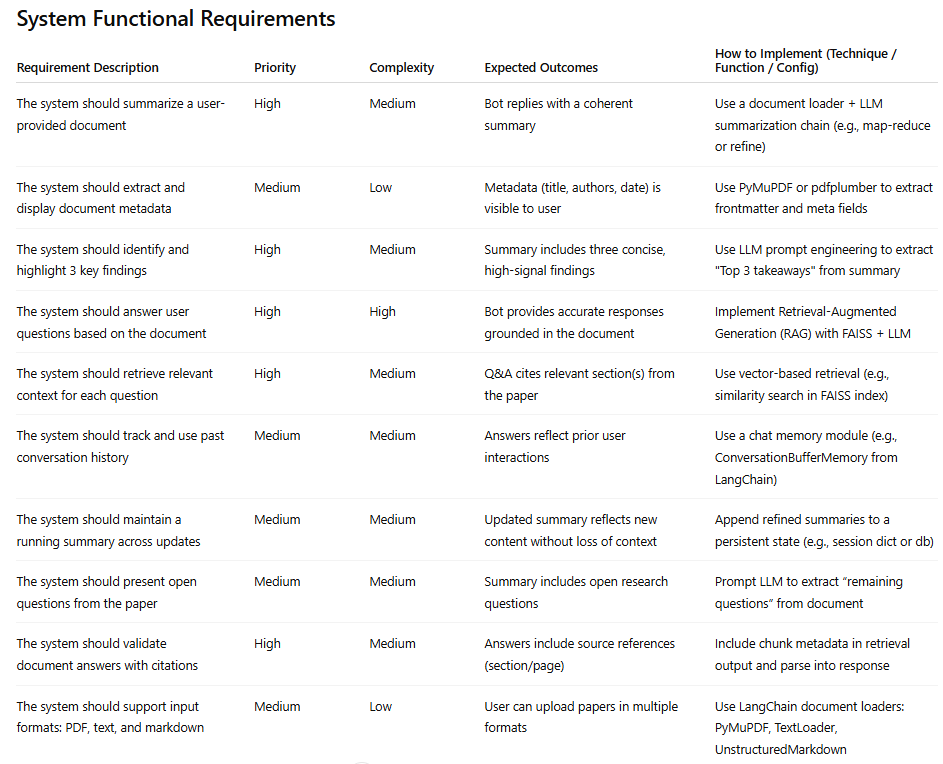 System Functional Requirements
Requirement Description Priority Complexity Expected Outcomes How to Implement (Technique /
Function / Config)
The system should summarize a user- High Medium Bot replies with a coherent Use a document loader + LLM
provided document summary summarization chain (e.g., map-reduce
or refine)
The system should extract and Medium Low Metadata (title, authors, date) is Use PyMuPDF or pdfplumber to extract
display document metadata visible to user frontmatter and meta fields
The system should identify and High Medium Summary includes three concise, Use LLM prompt engineering to extract
highlight 3 key findings high-signal findings "Top 3 takeaways" from summary
The system should answer user High High Bot provides accurate responses Implement Retrieval-Augmented
questions based on the document grounded in the document Generation (RAG) with FAISS + LLM
The system should retrieve relevant High Medium Q&A cites relevant section(s) from Use vector-based retrieval (e.g.,
context for each question the paper similarity search in FAISS index)
The system should track and use past Medium Medium Answers reflect prior user Use a chat memory module (e.g.,
conversation history interactions ConversationBufferMemory from
LangChain)
The system should maintain a Medium Medium Updated summary reflects new Append refined summaries to a
running summary across updates content without loss of context persistent state (e.g., session dict or db)
The system should present open Medium Medium Summary includes open research Prompt LLM to extract “remaining
questions from the paper questions questions” from document
The system should validate High Medium Answers include source references Include chunk metadata in retrieval
document answers with citations (section/page) output and parse into response
The system should support input Medium Low User can upload papers in multiple Use LangChain document loaders:
formats: PDF, text, and markdown formats PyMuPDF, TextLoader,
UnstructuredMarkdown